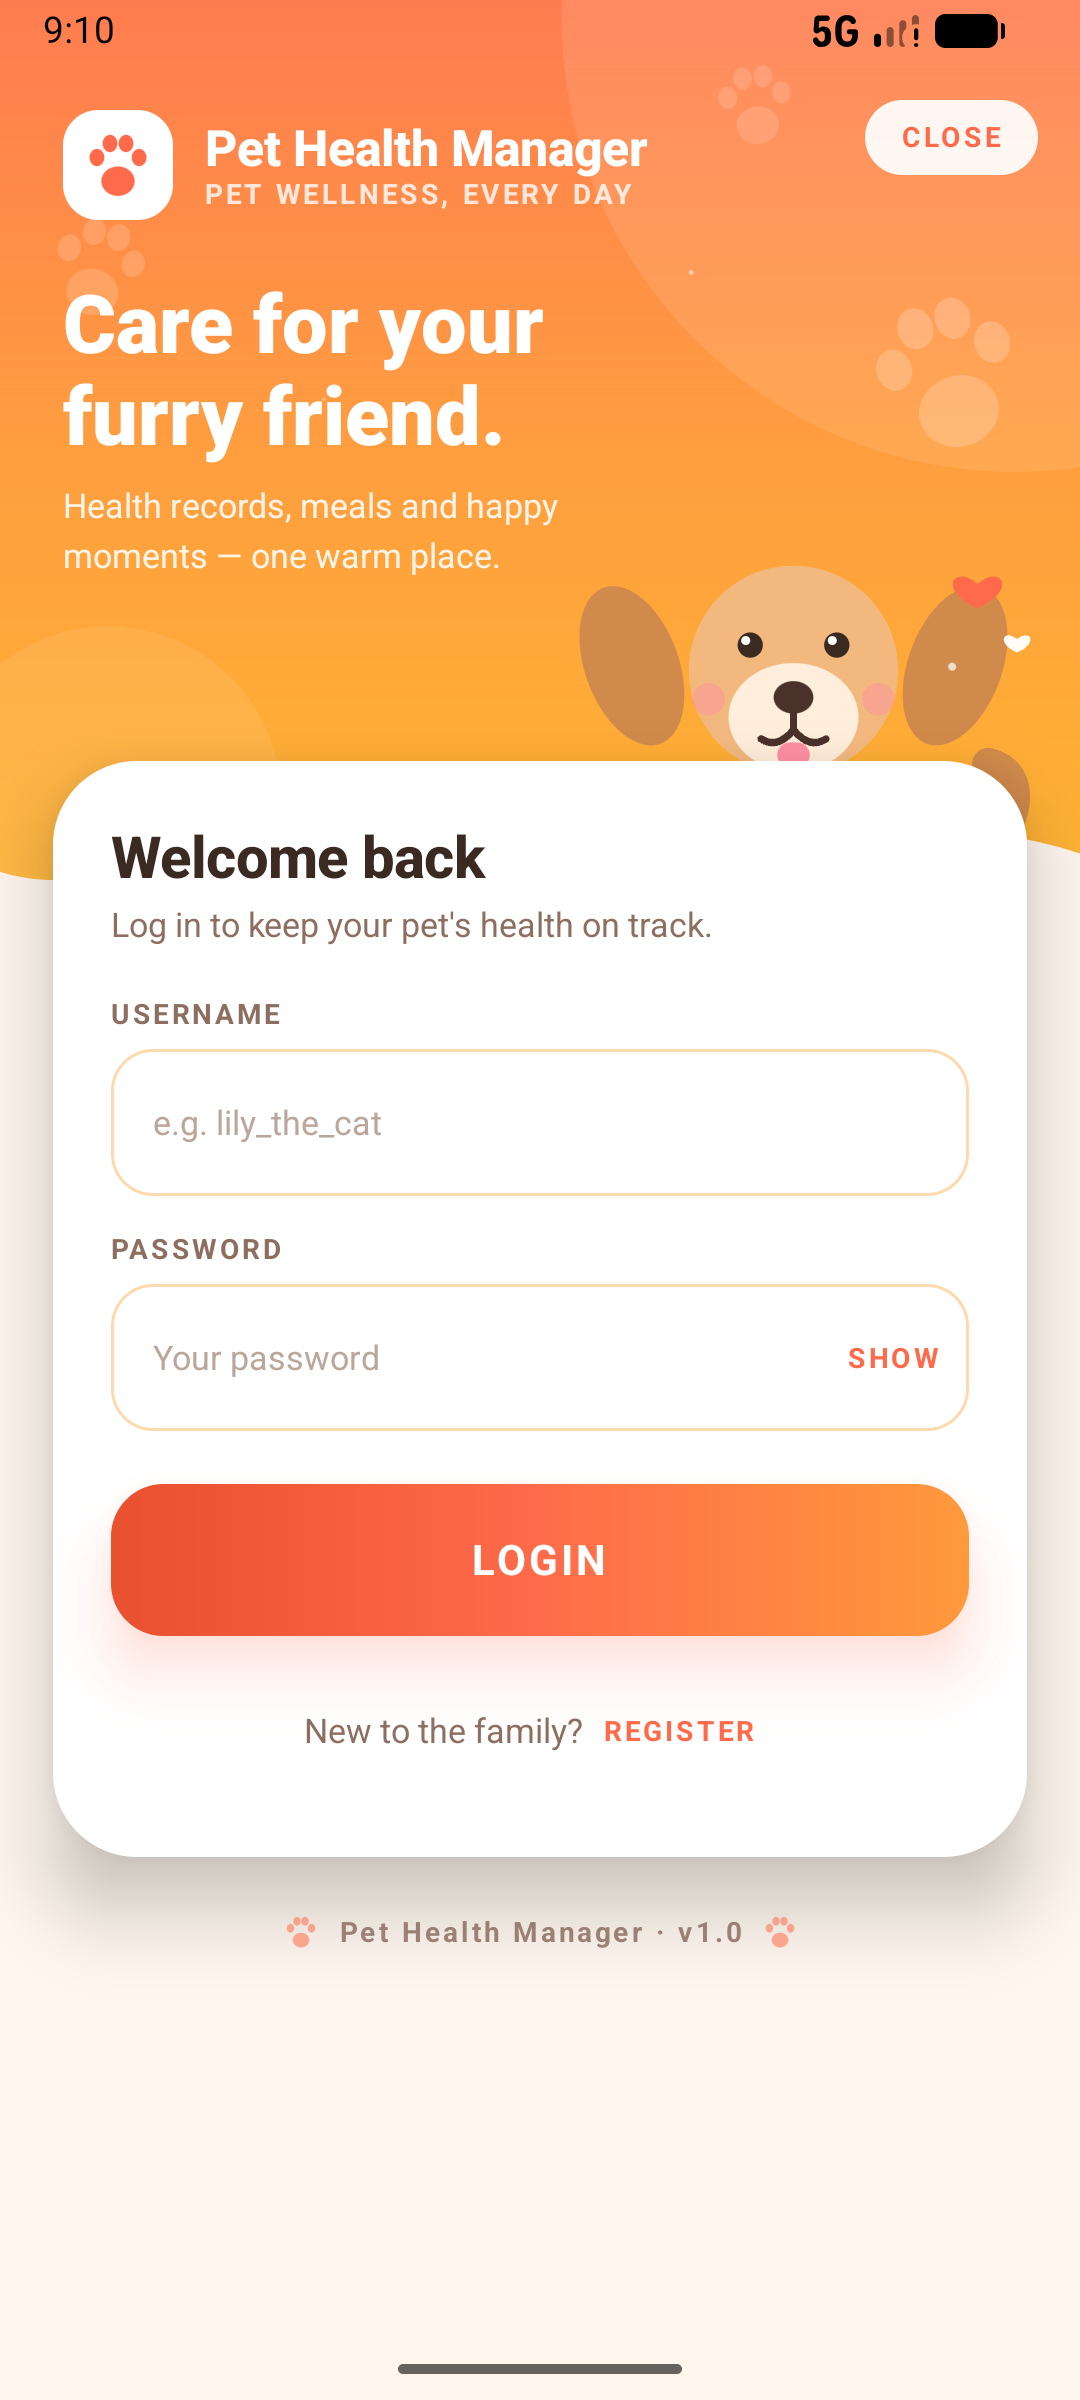 9:10
5G
Pet Health Manager
PET WELLNESS, EVERY DAY
CLOSE
Care for your
furry friend.
Health records, meals and happy
moments — one warm place.
Welcome back
Log in to keep your pet's health on track.
USERNAME
e.g. lily_the_cat
PASSWORD
Your password
SHOW
LOGIN
New to the family? REGISTER
Pet Health Manager · v1.0